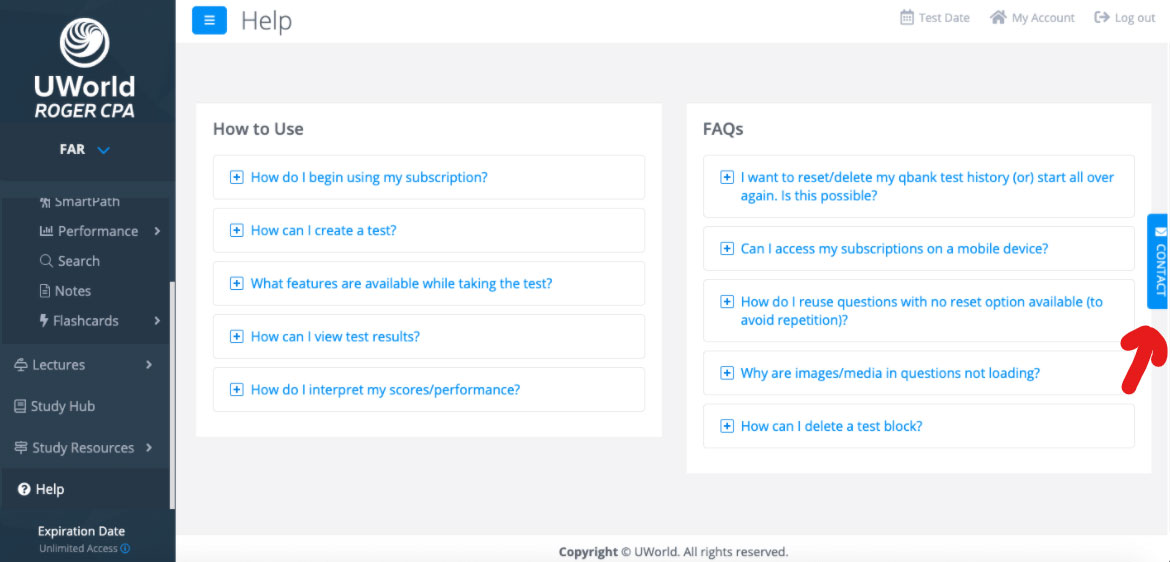 UWorld
ROGER CPA
FAR
SmartPath
Performance
Search
Notes
Flashcards
Lectures
Study Hub
Study Resources
Help
Expiration Date
Unlimited Access
Help
Test Date
My Account
Log out
How to Use
How do I begin using my subscription?
How can I create a test?
What features are available while taking the test?
How can I view test results?
How do I interpret my scores/performance?
FAQs
I want to reset/delete my qbank test history (or) start all over
again. Is this possible?
Can I access my subscriptions on a mobile device?
How do I reuse questions with no reset option available (to
avoid repetition)?
Why are images/media in questions not loading?
How can I delete a test block?
CONTACT
Copyright © UWorld. All rights reserved.